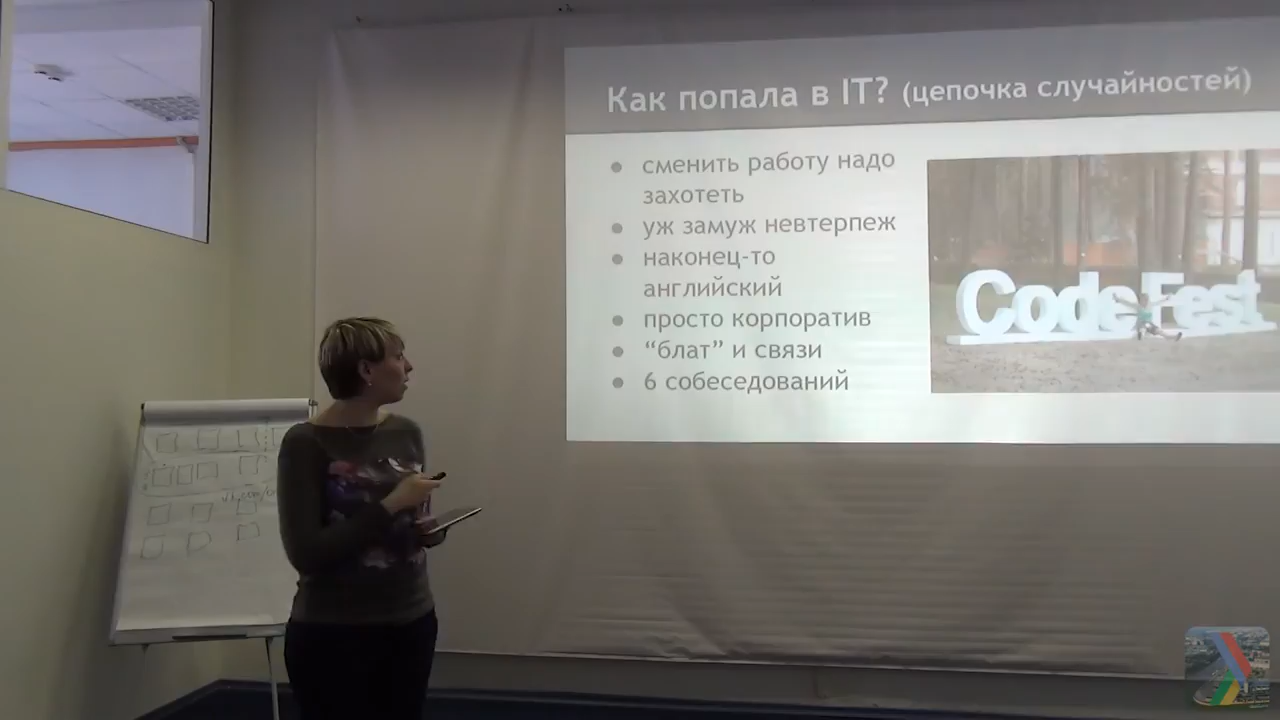 Как попала в IT? (цепочка случайностей)
сменить работу надо
захотеть
уж замуж невтерпеж
наконец-то
английский
просто корпоратив
“блат” и связи
6 собеседований
CodeFest